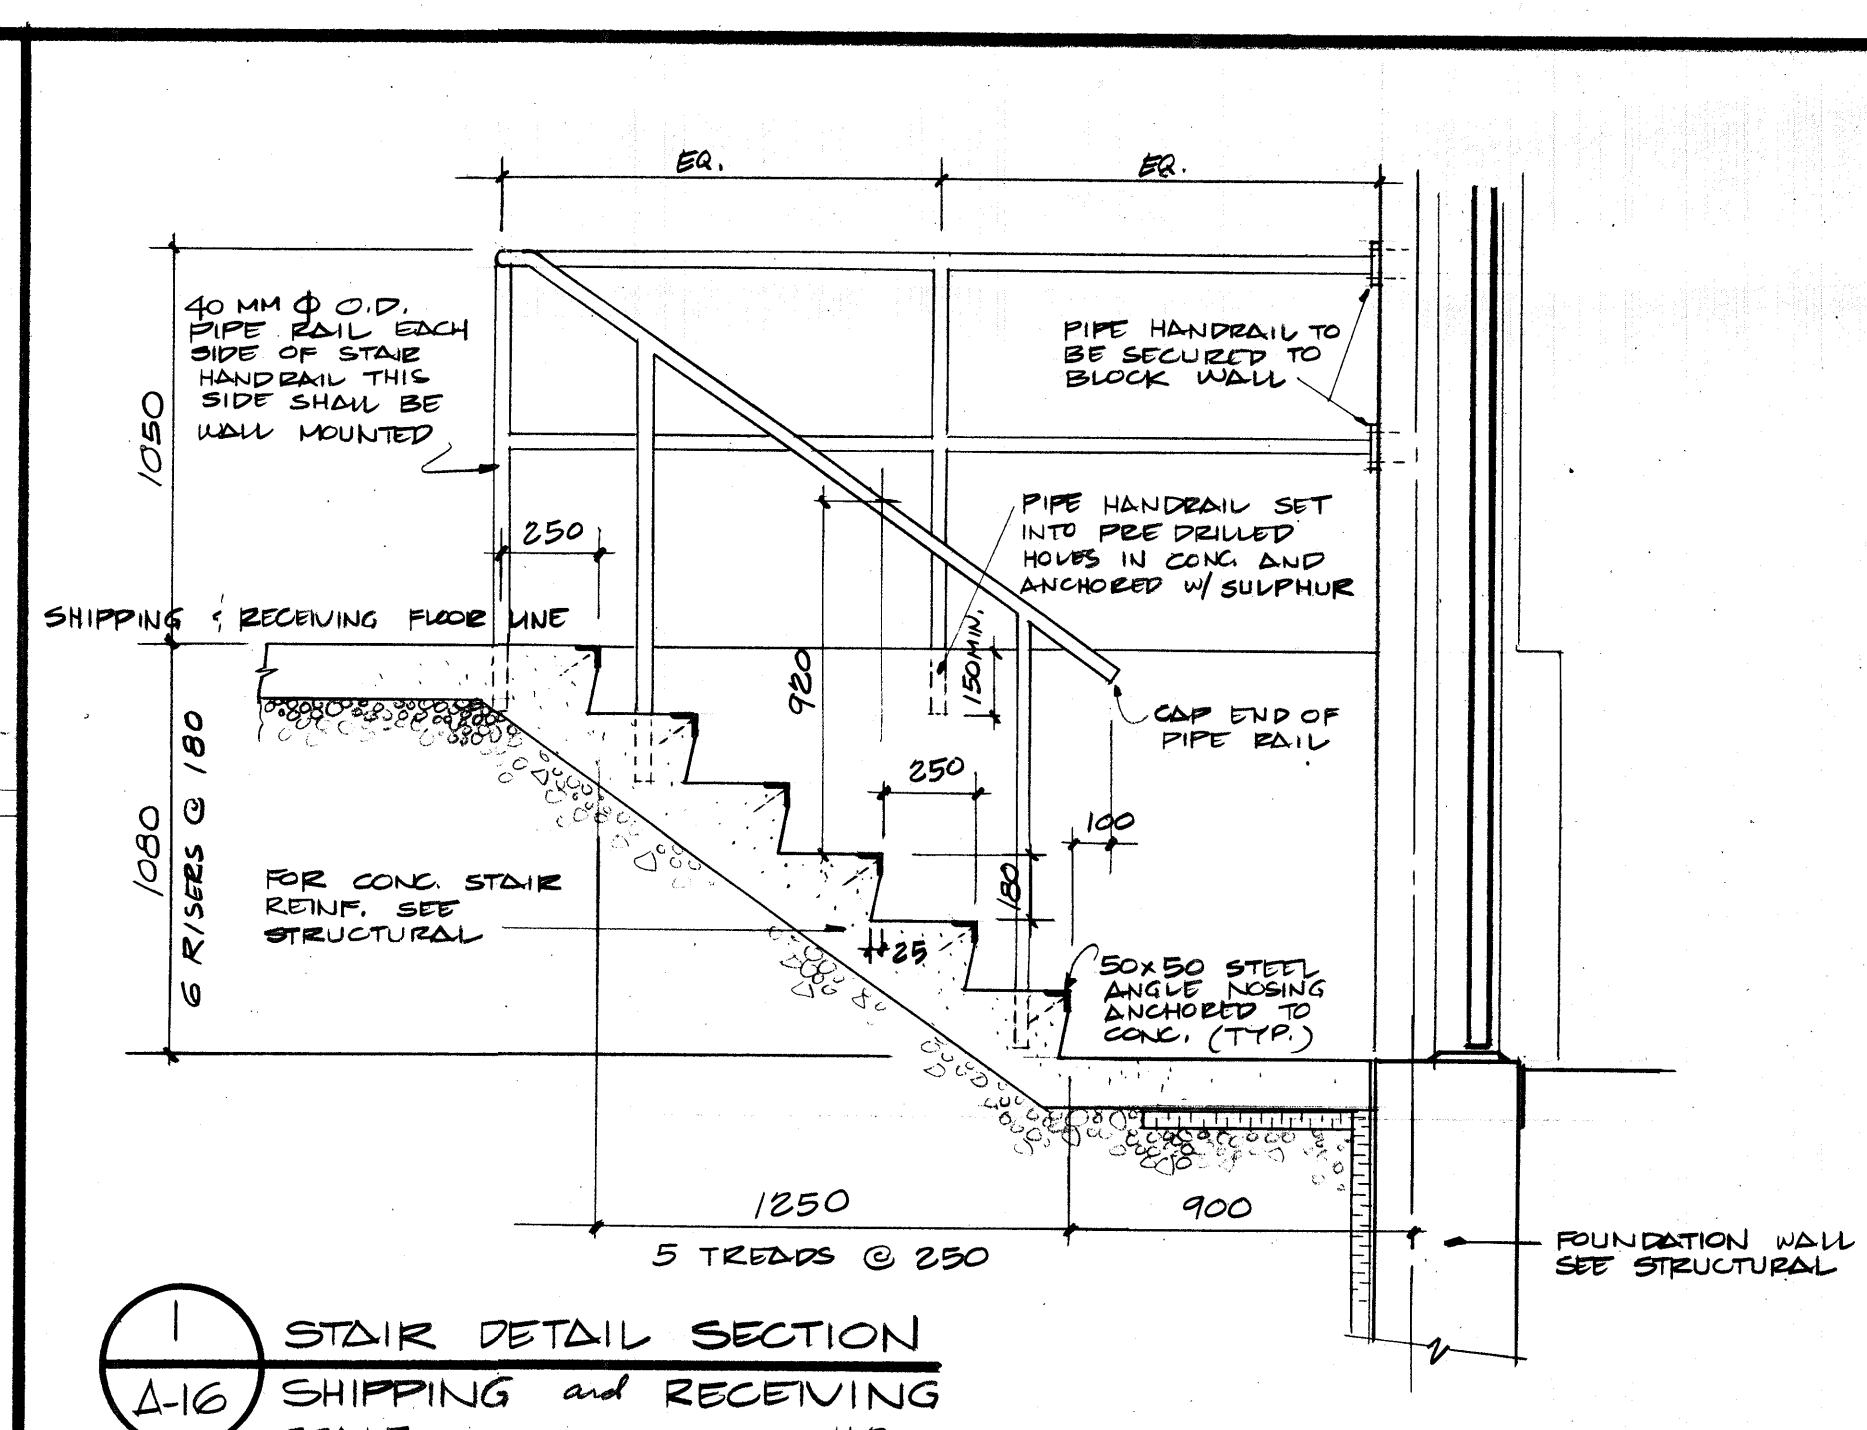 EQ.
EQ.
40 MM ϕ O.D.
PIPE RAIL EACH
SIDE OF STAIR
HANDRAIL THIS
SIDE SHALL BE
WALL MOUNTED
PIPE HANDRAIL TO
BE SECURED TO
BLOCK WALL
1050
250
PIPE HANDRAIL SET
INTO PRE DRILLED
HOLES IN CONC. AND
ANCHORED W/ SULPHUR
SHIPPING & RECEIVING FLOOR LINE
150 MIN.
920
CAP END OF
PIPE RAIL
250
100
1080
6 RISERS @ 180
180
FOR CONC. STAIR
REINF. SEE
STRUCTURAL
25
50x50 STEEL
ANGLE NOSING
ANCHORED TO
CONC. (TYP.)
1250
900
5 TREADS @ 250
FOUNDATION WALL
SEE STRUCTURAL
1
A-16
STAIR DETAIL SECTION
SHIPPING and RECEIVING